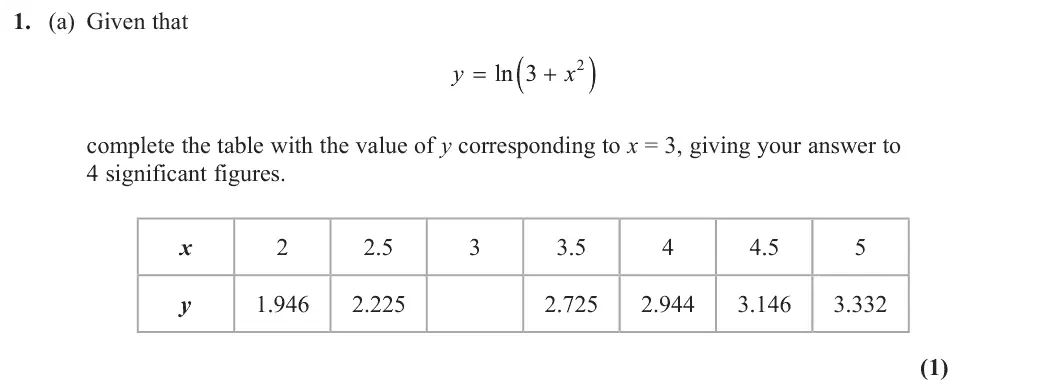 1. (a) Given that
y = ln(3 + x²)
complete the table with the value of y corresponding to x = 3, giving your answer to
4 significant figures.
x 2 2.5 3 3.5 4 4.5 5
y 1.946 2.225 2.725 2.944 3.146 3.332
(1)